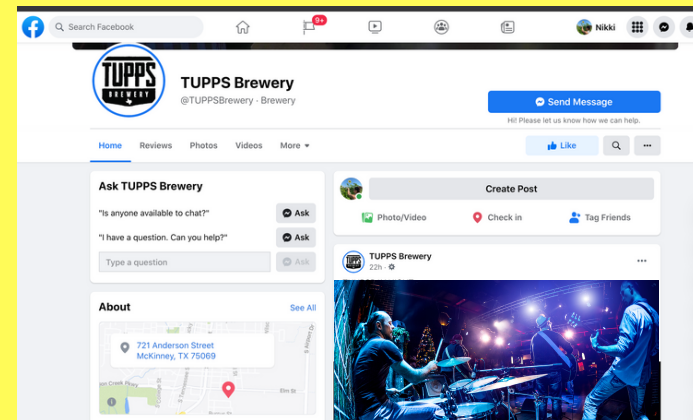 Search Facebook
9+
Nikki
TUPPS
BREWERY
TUPPS Brewery
@TUPPSBrewery · Brewery
Send Message
Hi! Please let us know how we can help.
Home Reviews Photos Videos More
Like
Ask TUPPS Brewery
"Is anyone available to chat?" Ask
"I have a question. Can you help?" Ask
Type a question Ask
About See All
721 Anderson Street
McKinney, TX 75069
Elm St
Create Post
Photo/Video Check in Tag Friends
TUPPS
TUPPS Brewery
22h ·